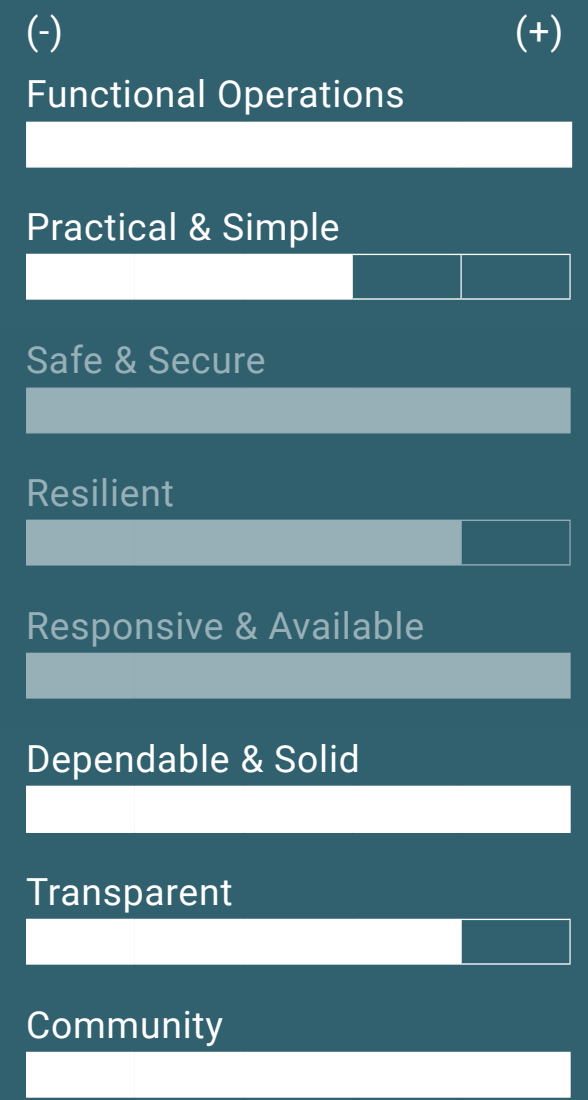 (-) (+)
Functional Operations
Practical & Simple
Safe & Secure
Resilient
Responsive & Available
Dependable & Solid
Transparent
Community